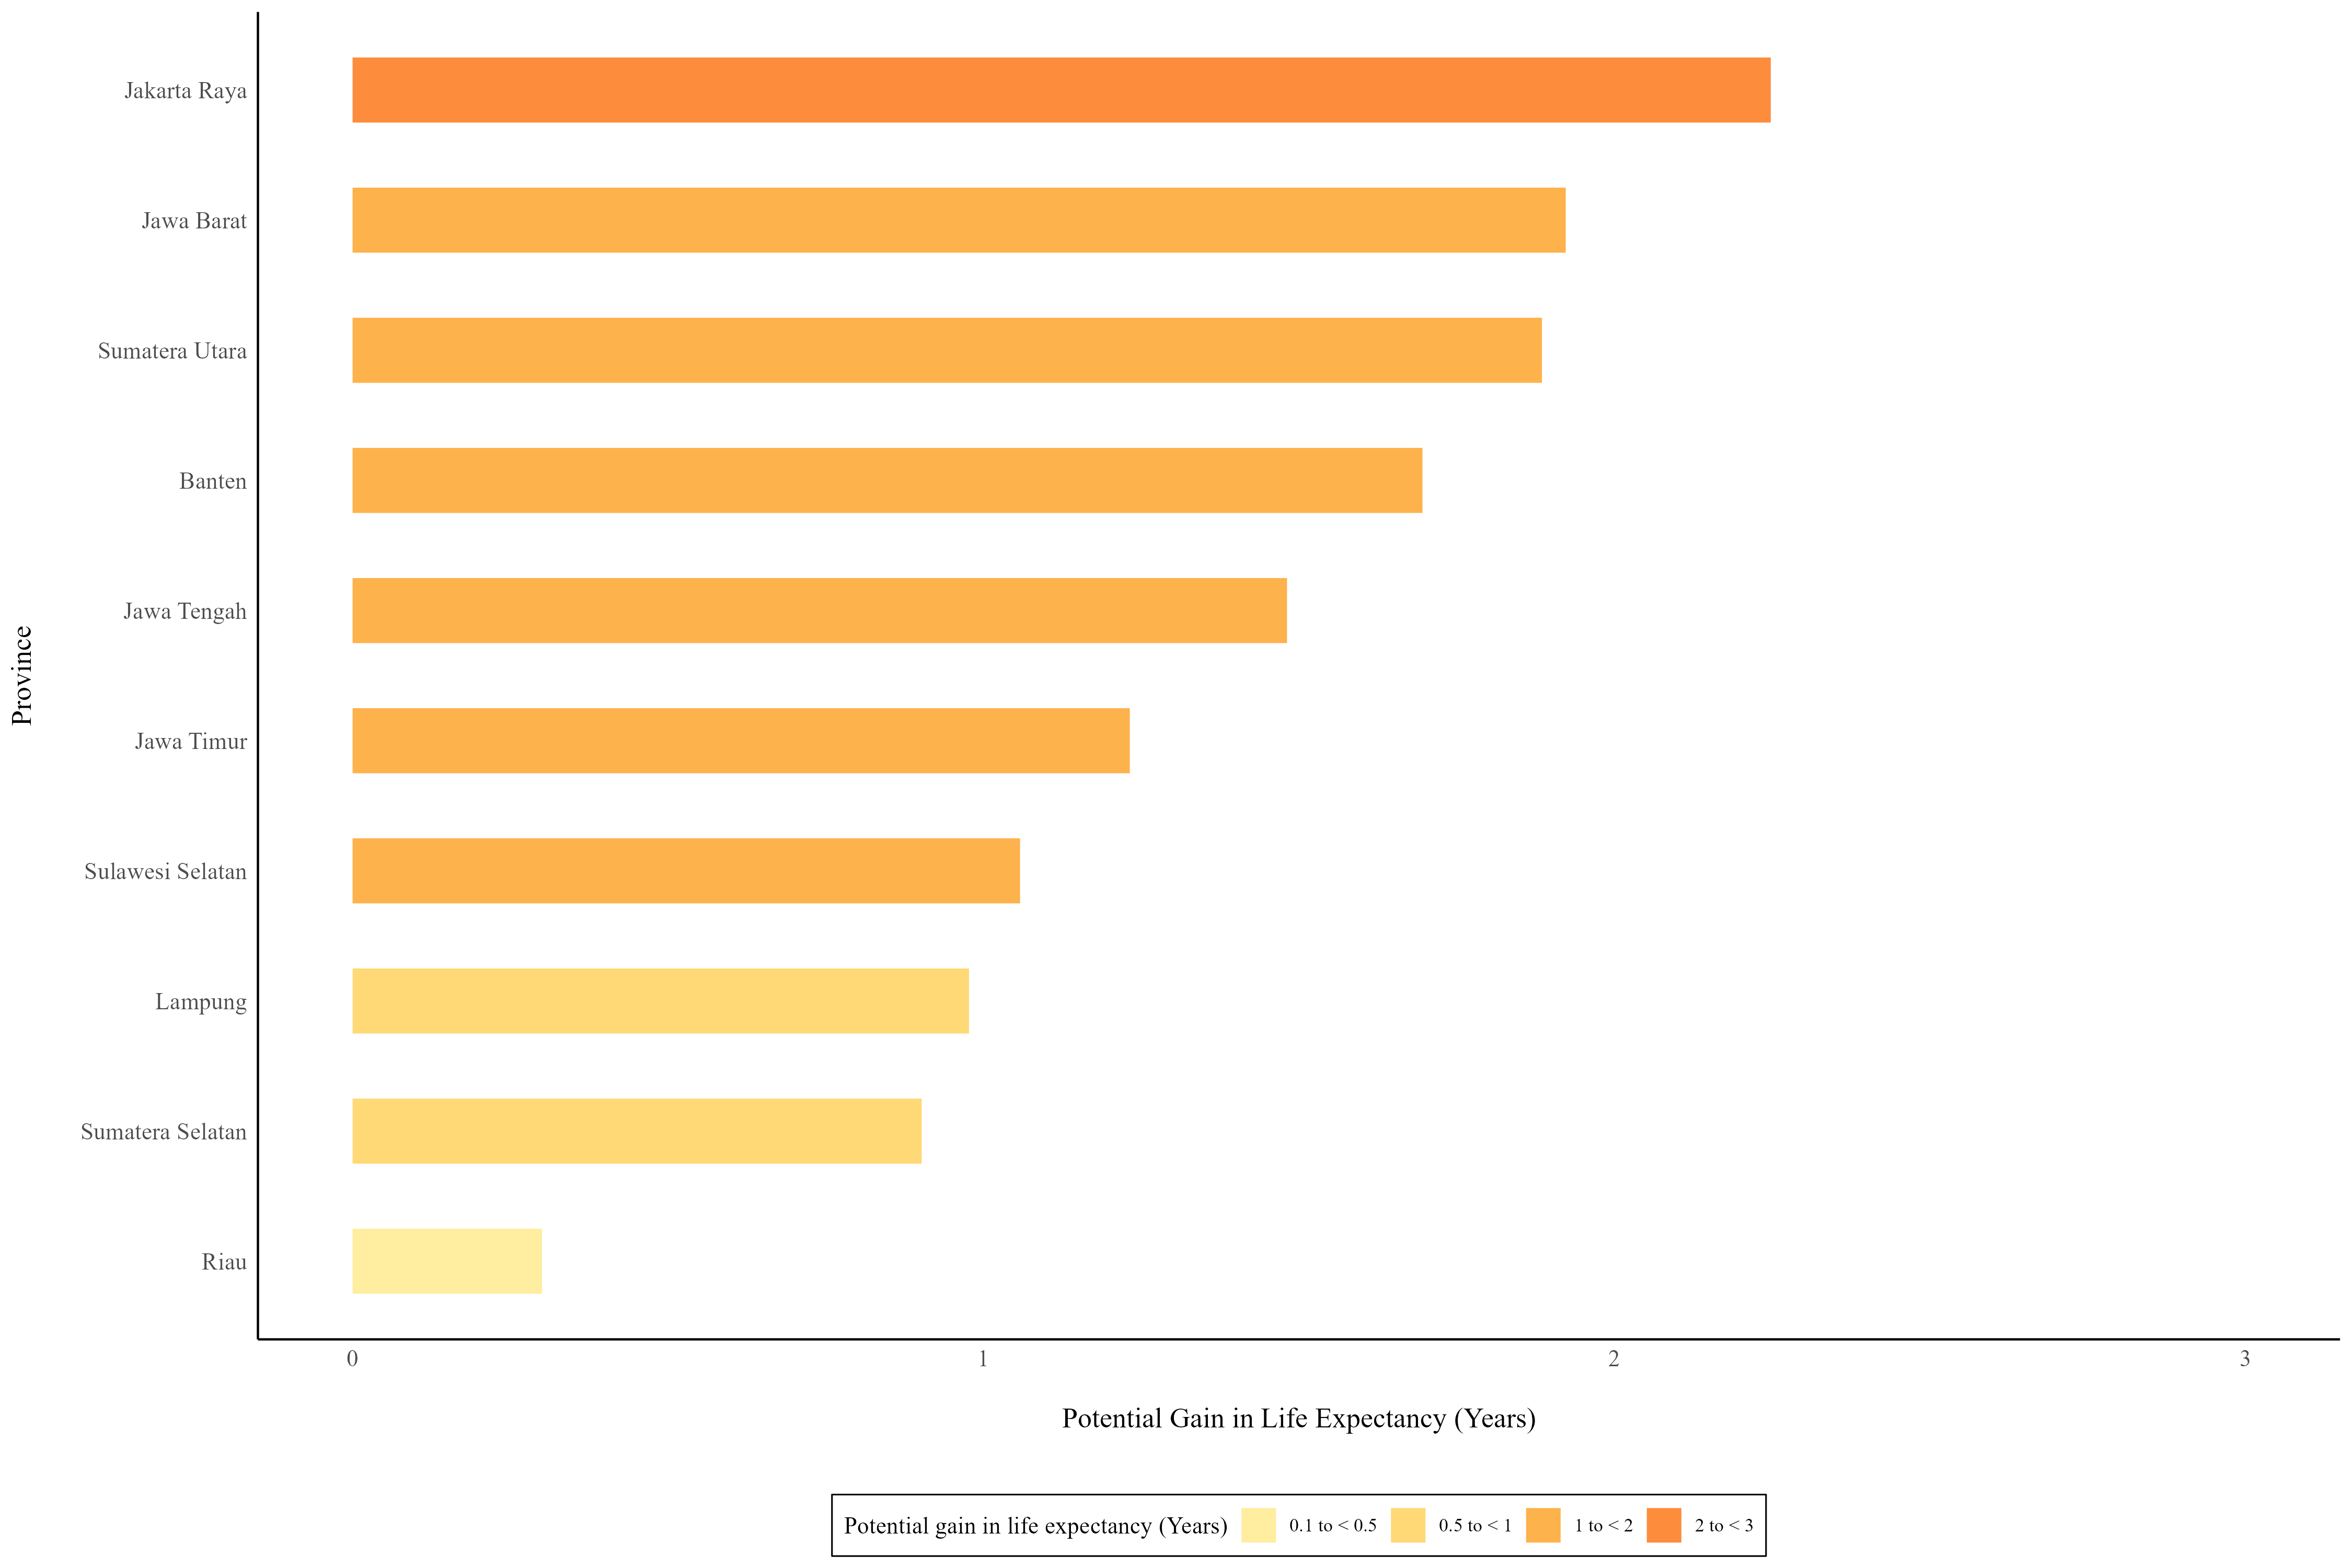 Jakarta Raya
Jawa Barat
Sumatera Utara
Banten
Jawa Tengah
Jawa Timur
Sulawesi Selatan
Lampung
Sumatera Selatan
Riau
Province
0 1 2 3
Potential Gain in Life Expectancy (Years)
Potential gain in life expectancy (Years) 0.1 to < 0.5 0.5 to < 1 1 to < 2 2 to < 3